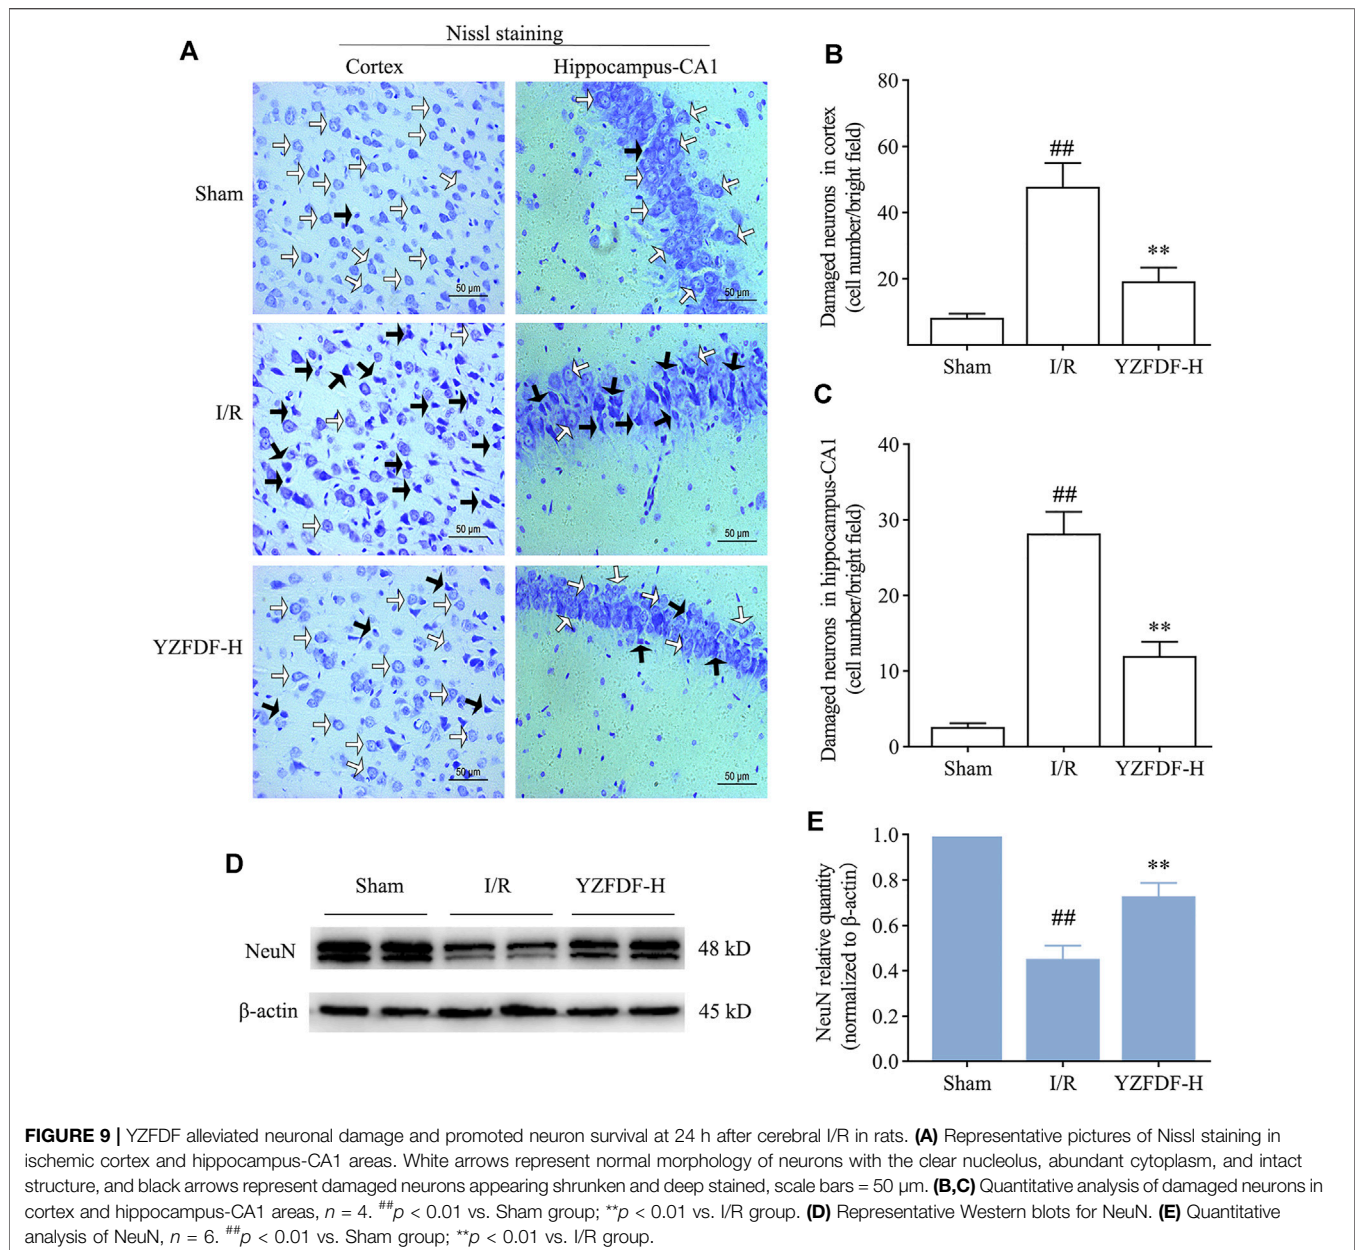 Nissl staining
A
Cortex
Hippocampus-CA1
Sham
50 µm
50 µm
I/R
50 µm
50 µm
YZFDF-H
50 µm
50 µm
B
Damaged neurons in cortex
(cell number/bright field)
80
60
40
20
##
**
Sham I/R YZFDF-H
C
Damaged neurons in hippocampus-CA1
(cell number/bright field)
40
30
20
10
0
##
**
Sham I/R YZFDF-H
D
Sham I/R YZFDF-H
NeuN 48 kD
β-actin 45 kD
E
NeuN relative quantity
(normalized to β-actin)
1.0
0.8
0.6
0.4
0.2
0.0
##
**
Sham I/R YZFDF-H
FIGURE 9 | YZFDF alleviated neuronal damage and promoted neuron survival at 24 h after cerebral I/R in rats. (A) Representative pictures of Nissl staining in
ischemic cortex and hippocampus-CA1 areas. White arrows represent normal morphology of neurons with the clear nucleolus, abundant cytoplasm, and intact
structure, and black arrows represent damaged neurons appearing shrunken and deep stained, scale bars = 50 µm. (B,C) Quantitative analysis of damaged neurons in
cortex and hippocampus-CA1 areas, n = 4. ##p < 0.01 vs. Sham group; **p < 0.01 vs. I/R group. (D) Representative Western blots for NeuN. (E) Quantitative
analysis of NeuN, n = 6. ##p < 0.01 vs. Sham group; **p < 0.01 vs. I/R group.